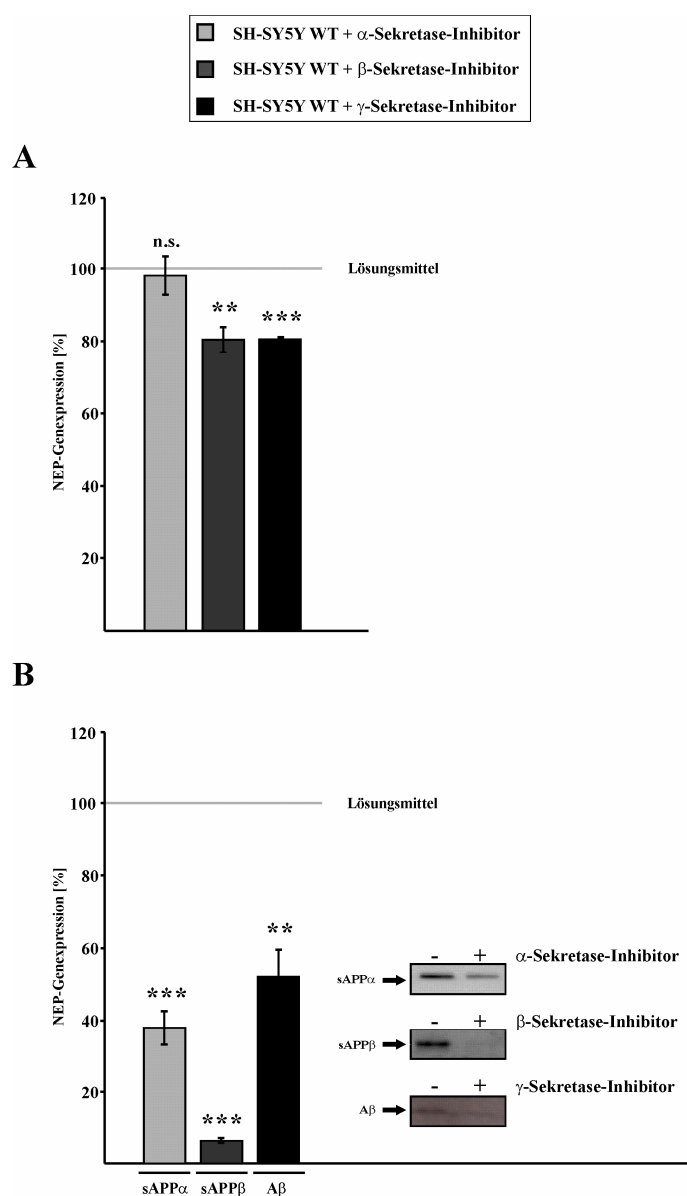 SH-SY5Y WT + α-Sekretase-Inhibitor
SH-SY5Y WT + β-Sekretase-Inhibitor
SH-SY5Y WT + γ-Sekretase-Inhibitor
A
NEP-Genexpression [%]
120
100
80
60
40
20
n.s.
**
***
Lösungsmittel
B
NEP-Genexpression [%]
120
100
80
60
40
20
Lösungsmittel
***
***
**
sAPPα
sAPPβ
Aβ
- +
α-Sekretase-Inhibitor
sAPPα
- +
β-Sekretase-Inhibitor
sAPPβ
- +
γ-Sekretase-Inhibitor
Aβ